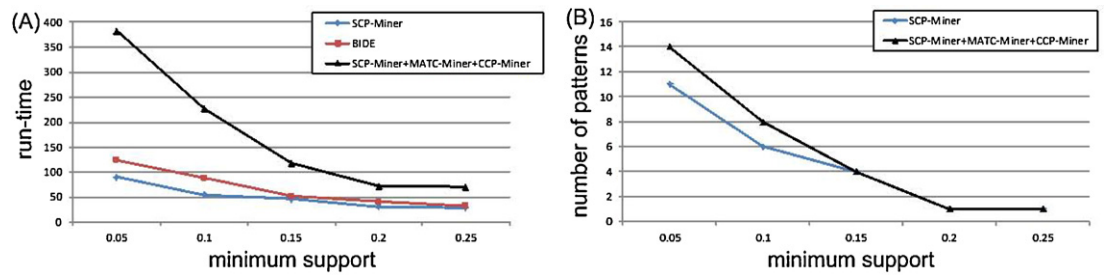 (A)
400
350
300
250
200
150
100
50
0
run-time
SCP-Miner
BIDE
SCP-Miner+MATC-Miner+CCP-Miner
0.05 0.1 0.15 0.2 0.25
minimum support
(B)
16
14
12
10
8
6
4
2
0
number of patterns
SCP-Miner
SCP-Miner+MATC-Miner+CCP-Miner
0.05 0.1 0.15 0.2 0.25
minimum support